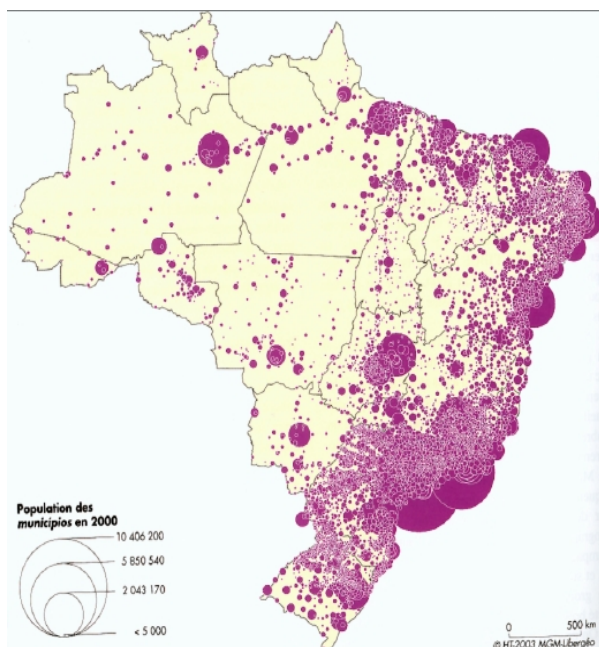 Population des
municipios en 2000
10 406 200
5 850 540
2 043 170
< 5 000
0 500 km
© HT-2003 MGM-Libergéo